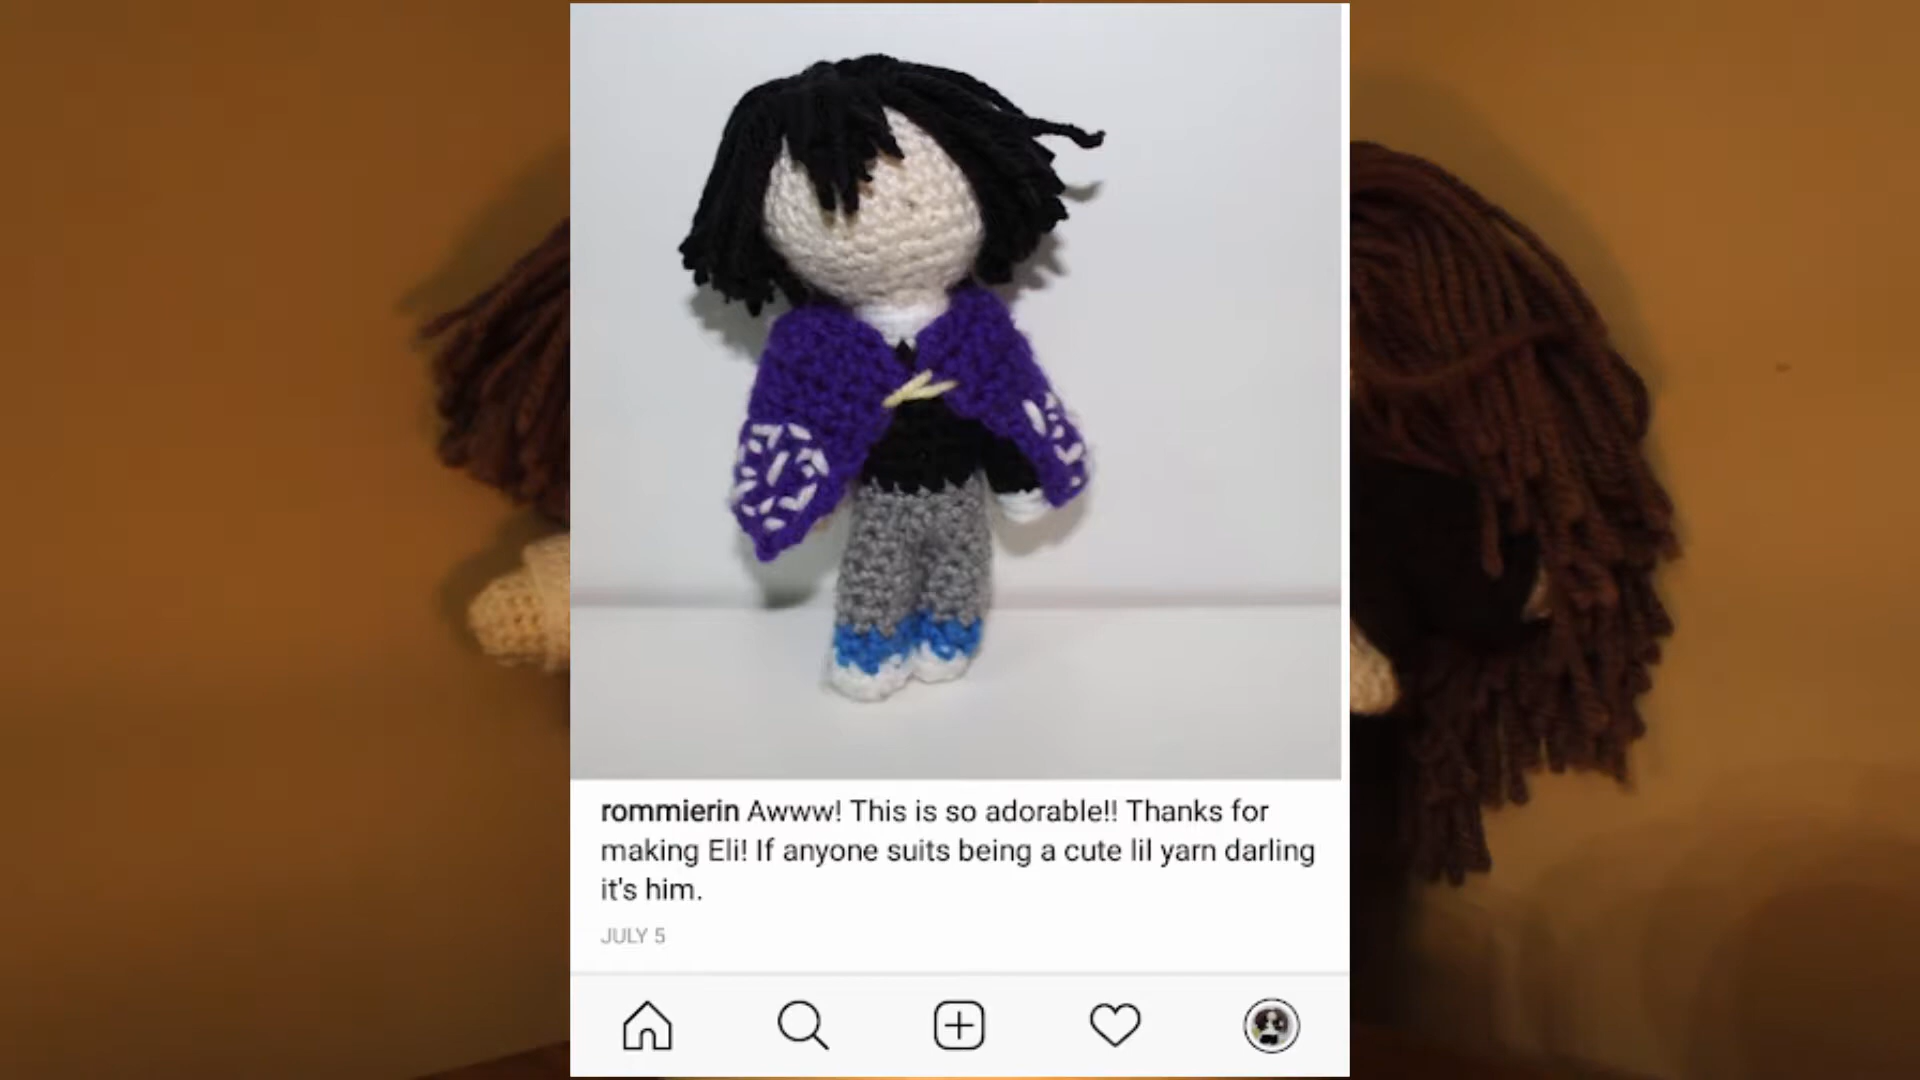 rommierin Awww! This is so adorable!! Thanks for
making Eli! If anyone suits being a cute lil yarn darling
it's him.
JULY 5